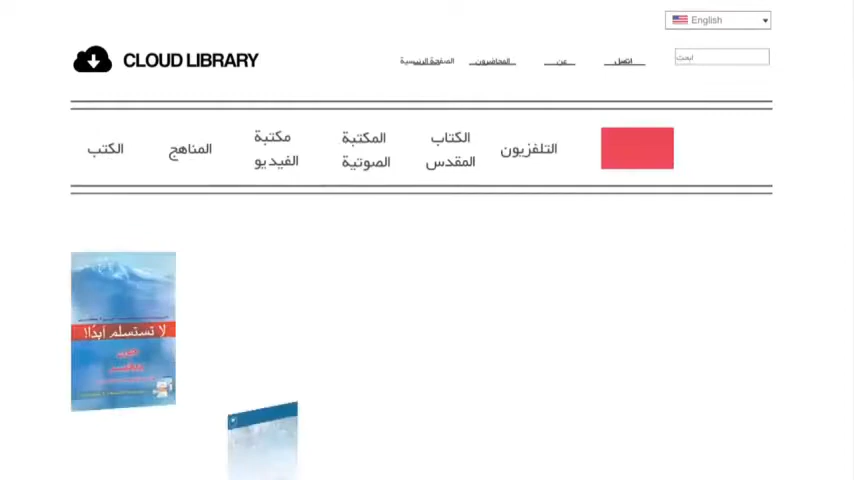 English
CLOUD LIBRARY
الصفحة الرئيسية
المحاضرون
عن
اتصل
ابحث
الكتب
المناهج
مكتبة
الفيديو
المكتبة
الصوتية
الكتاب
المقدس
التلفزيون
لا تستسلم أبدًا!